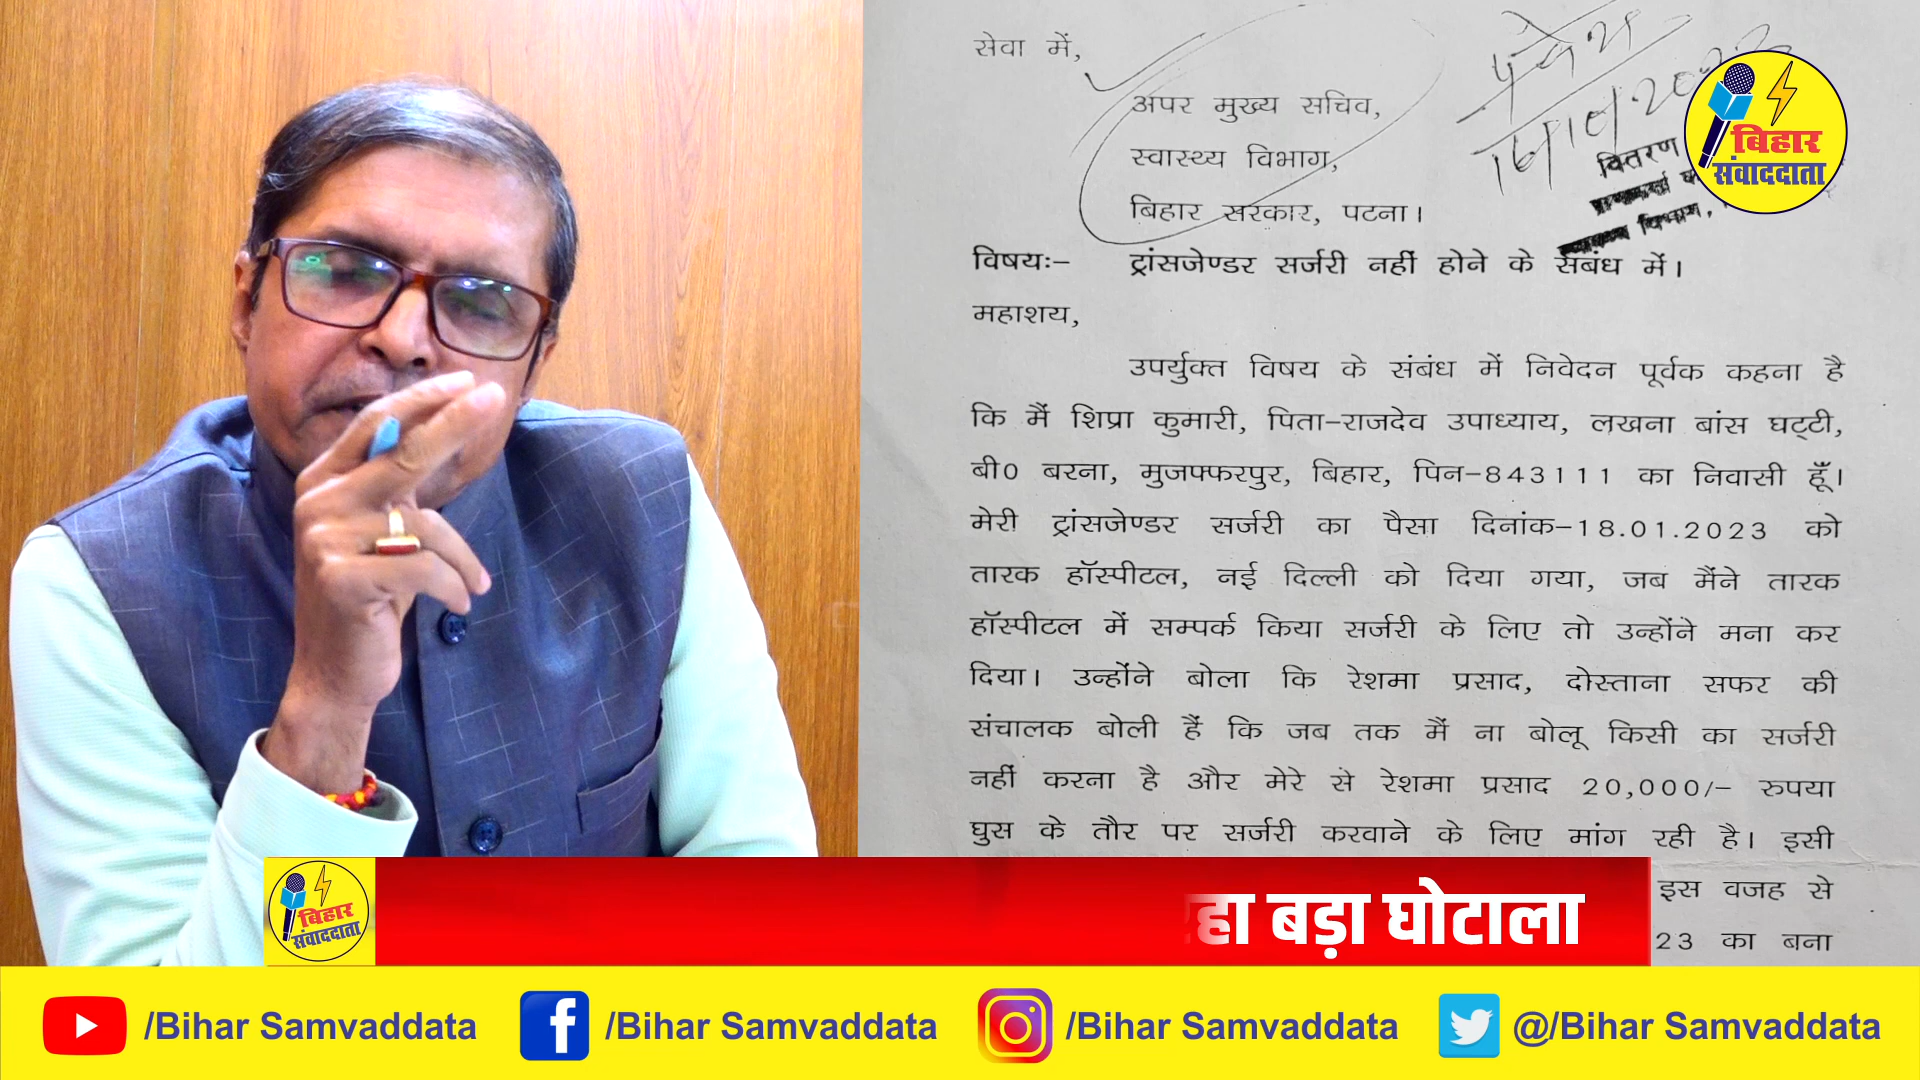 सेवा में,
अपर मुख्य सचिव,
स्वास्थ्य विभाग,
बिहार सरकार, पटना।
वितरण
बिहार
संवाददाता
विषयः- ट्रांसजेण्डर सर्जरी नहीं होने के संबंध में।
महाशय,
उपर्युक्त विषय के संबंध में निवेदन पूर्वक कहना है
कि मैं शिप्रा कुमारी, पिता-राजदेव उपाध्याय, लखना बांस घट्टी,
बी0 बरना, मुजफ्फरपुर, बिहार, पिन-843111 का निवासी हूँ।
मेरी ट्रांसजेण्डर सर्जरी का पैसा दिनांक-18.01.2023 को
तारक हॉस्पीटल, नई दिल्ली को दिया गया, जब मैंने तारक
हॉस्पीटल में सम्पर्क किया सर्जरी के लिए तो उन्होंने मना कर
दिया। उन्होंने बोला कि रेशमा प्रसाद, दोस्ताना सफर की
संचालक बोली हैं कि जब तक मैं ना बोलू किसी का सर्जरी
नहीं करना है और मेरे से रेशमा प्रसाद 20,000/- रुपया
घुस के तौर पर सर्जरी करवाने के लिए मांग रही है। इसी
इस वजह से
23 का बना
बिहार
संवाददाता
रहा बड़ा घोटाला
/Bihar Samvaddata
/Bihar Samvaddata
/Bihar Samvaddata
@/Bihar Samvaddata